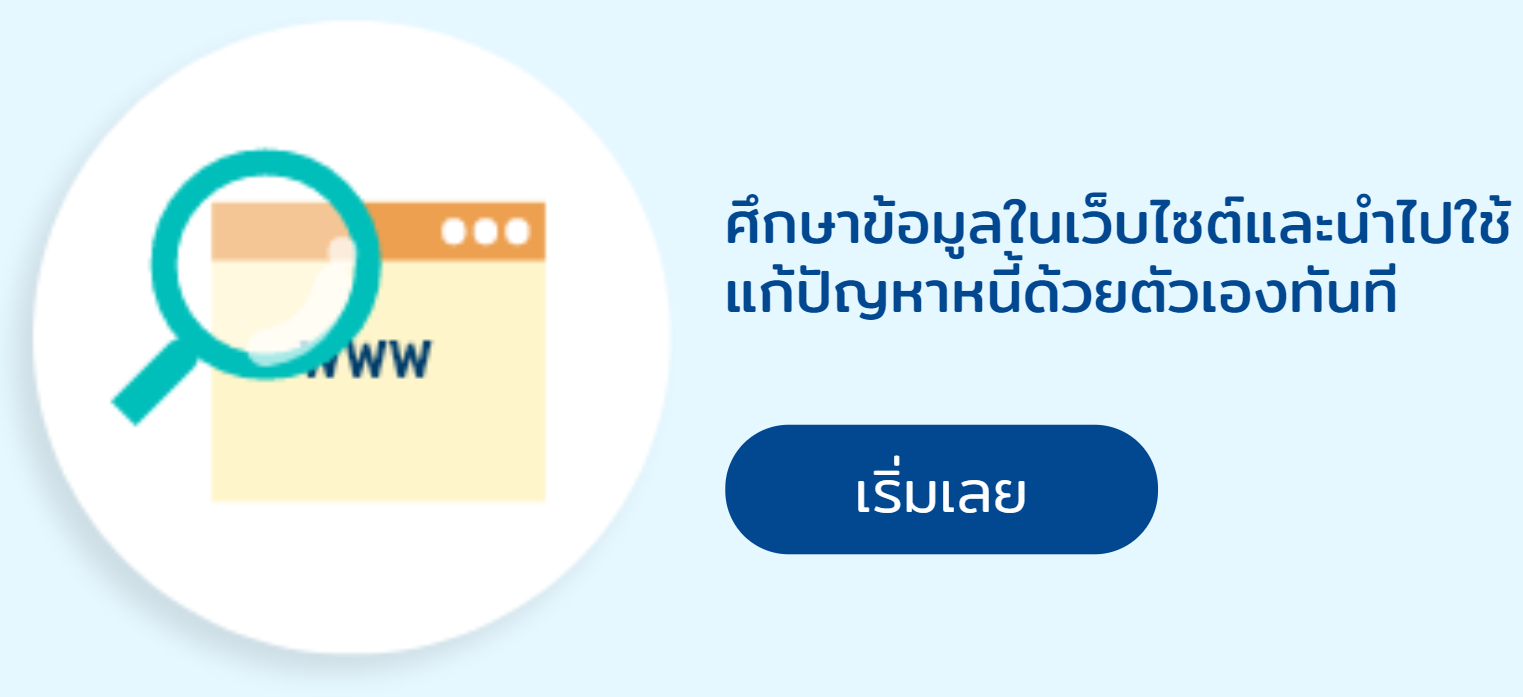 ศึกษาข้อมูลในเว็บไซต์และนำไปใช้
แก้ปัญหาหนี้ด้วยตัวเองทันที
www
เริ่มเลย